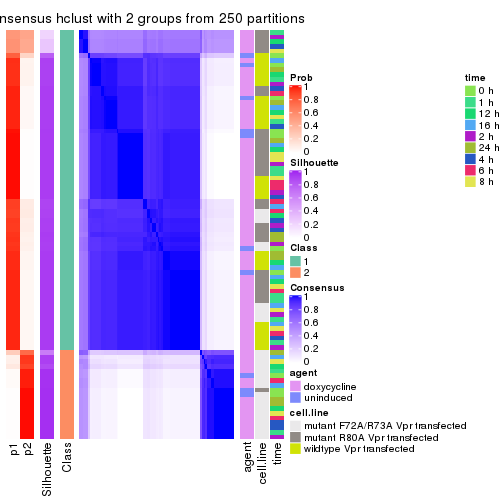 nsensus hclust with 2 groups from 250 partitions
Prob
1
0.8
0.6
0.4
0.2
0
Silhouette
1
0.8
0.6
0.4
0.2
0
Class
1
2
Consensus
1
0.8
0.6
0.4
0.2
0
agent
doxycycline
uninduced
cell.line
mutant F72A/R73A Vpr transfected
mutant R80A Vpr transfected
wildtype Vpr transfected
time
0 h
1 h
12 h
16 h
2 h
24 h
4 h
6 h
8 h
p1
p2
Silhouette
Class
agent
cell.line
time